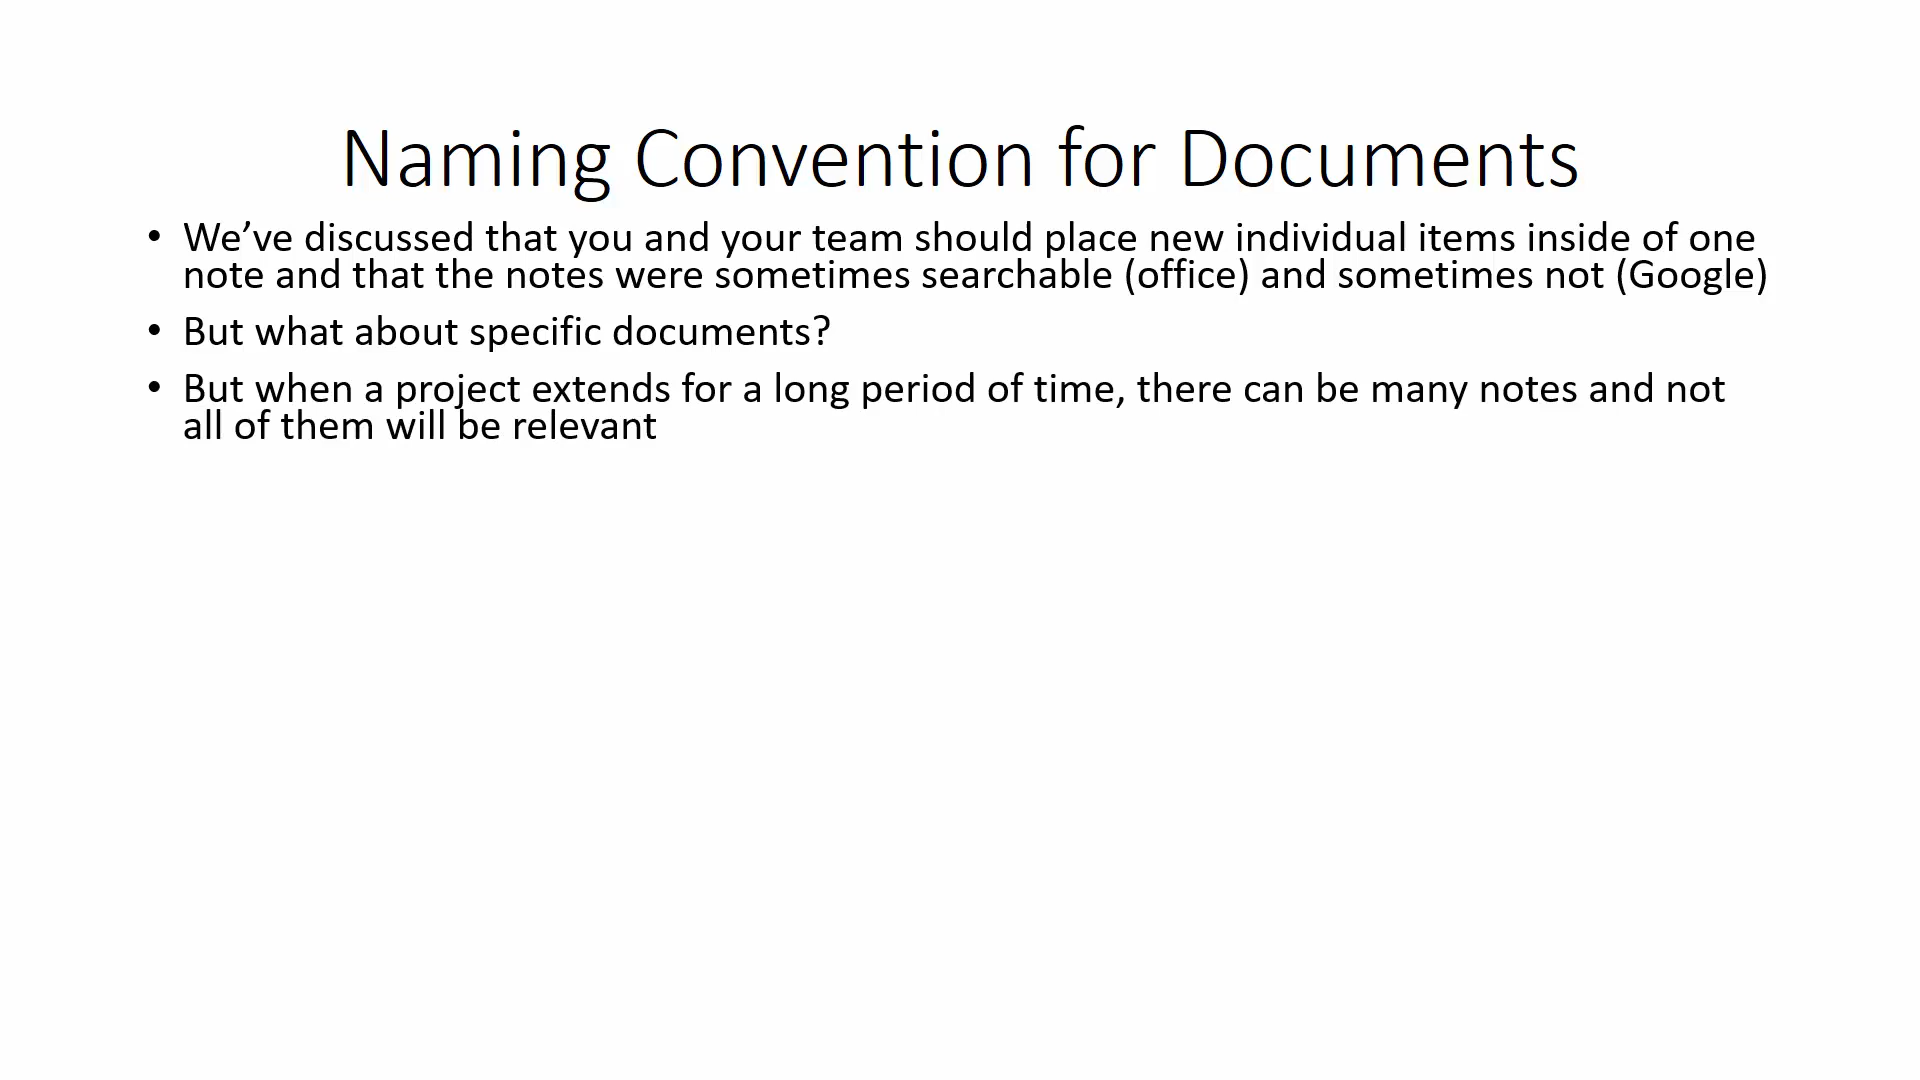 Naming Convention for Documents
• We’ve discussed that you and your team should place new individual items inside of one
note and that the notes were sometimes searchable (office) and sometimes not (Google)
• But what about specific documents?
• But when a project extends for a long period of time, there can be many notes and not
all of them will be relevant